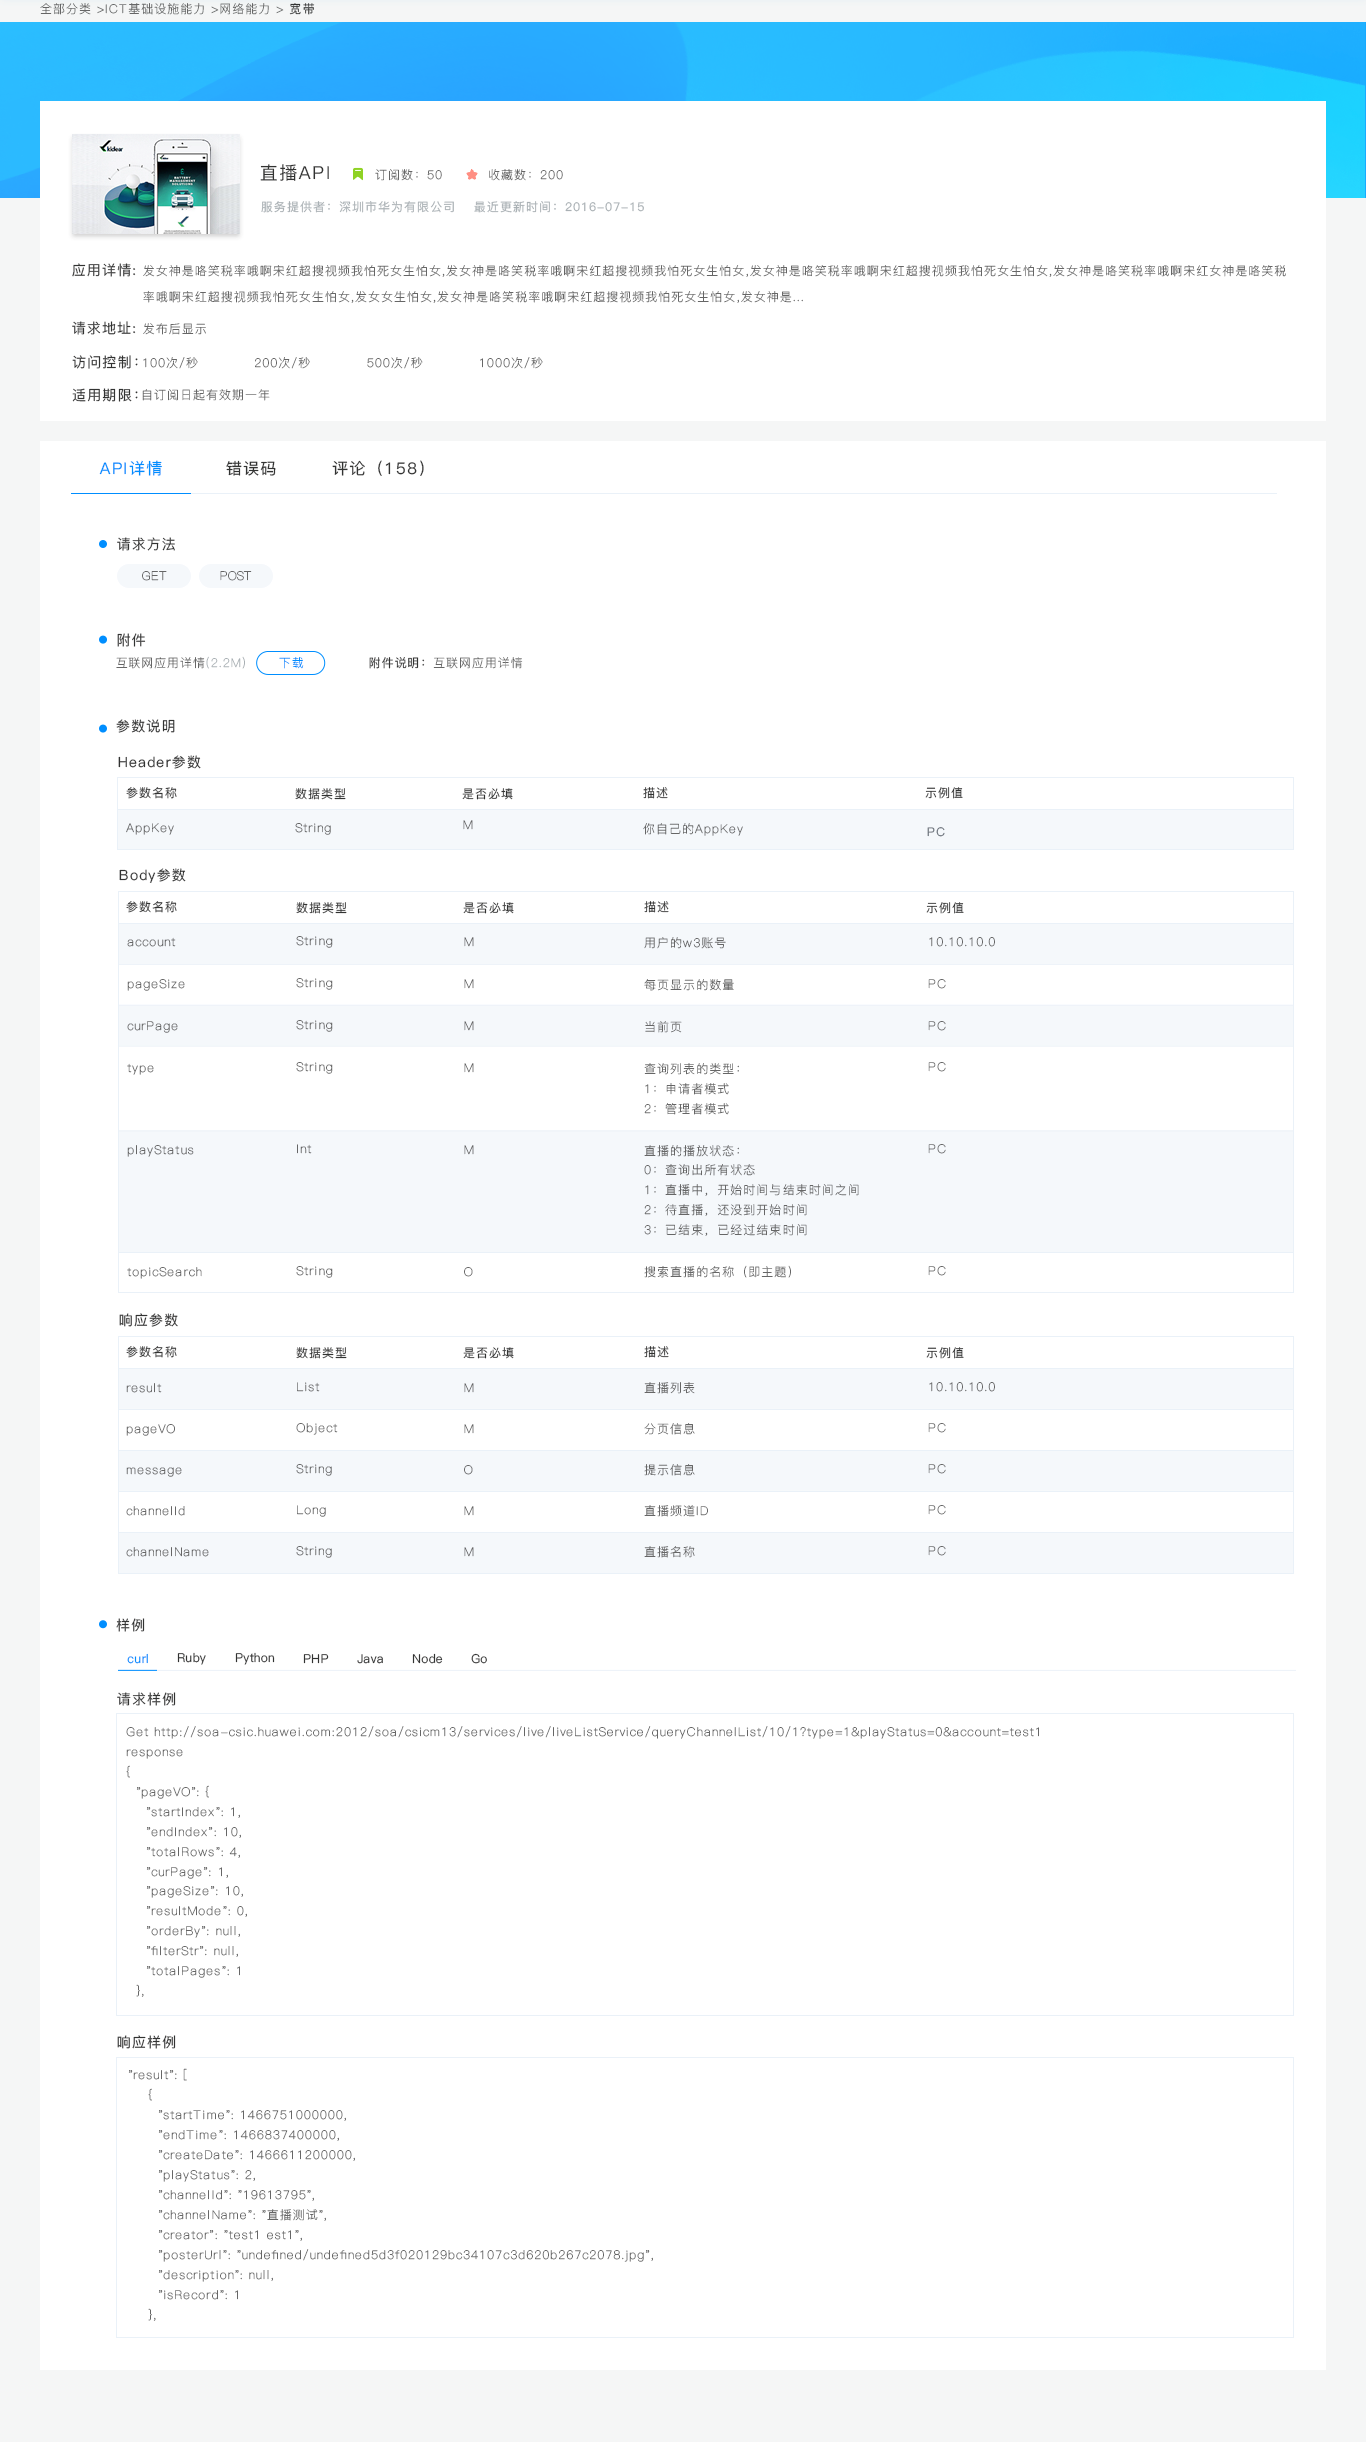 全部分类 >ICT基础设施能力 >网络能力 > 宽带
kidear
BATTERY
MANAGEMENT
SOLUTIONS
直播API 订阅数：50 收藏数：200
服务提供者：深圳市华为有限公司 最近更新时间：2016-07-15
应用详情: 发女神是咯笑税率哦啊宋红超搜视频我怕死女生怕女,发女神是咯笑税率哦啊宋红超搜视频我怕死女生怕女,发女神是咯笑税率哦啊宋红超搜视频我怕死女生怕女,发女神是咯笑税率哦啊宋红女神是咯笑税
率哦啊宋红超搜视频我怕死女生怕女,发女女生怕女,发女神是咯笑税率哦啊宋红超搜视频我怕死女生怕女,发女神是...
请求地址: 发布后显示
访问控制: 100次/秒 200次/秒 500次/秒 1000次/秒
适用期限: 自订阅日起有效期一年
API详情 错误码 评论（158）
请求方法
GET POST
附件
互联网应用详情(2.2M) 下载 附件说明：互联网应用详情
参数说明
Header参数
参数名称 数据类型 是否必填 描述 示例值
AppKey String M 你自己的AppKey PC
Body参数
参数名称 数据类型 是否必填 描述 示例值
account String M 用户的w3账号 10.10.10.0
pageSize String M 每页显示的数量 PC
curPage String M 当前页 PC
type String M 查询列表的类型： PC
1：申请者模式
2：管理者模式
playStatus Int M 直播的播放状态： PC
0：查询出所有状态
1：直播中，开始时间与结束时间之间
2：待直播，还没到开始时间
3：已结束，已经过结束时间
topicSearch String O 搜索直播的名称（即主题） PC
响应参数
参数名称 数据类型 是否必填 描述 示例值
result List M 直播列表 10.10.10.0
pageVO Object M 分页信息 PC
message String O 提示信息 PC
channelId Long M 直播频道ID PC
channelName String M 直播名称 PC
样例
curl Ruby Python PHP Java Node Go
请求样例
Get http://soa-csic.huawei.com:2012/soa/csicm13/services/live/liveListService/queryChannelList/10/1?type=1&playStatus=0&account=test1
response
{
"pageVO": {
"startIndex": 1,
"endIndex": 10,
"totalRows": 4,
"curPage": 1,
"pageSize": 10,
"resultMode": 0,
"orderBy": null,
"filterStr": null,
"totalPages": 1
},
响应样例
"result": [
{
"startTime": 1466751000000,
"endTime": 1466837400000,
"createDate": 1466611200000,
"playStatus": 2,
"channelId": "19613795",
"channelName": "直播测试",
"creator": "test1 est1",
"posterUrl": "undefined/undefined5d3f020129bc34107c3d620b267c2078.jpg",
"description": null,
"isRecord": 1
},